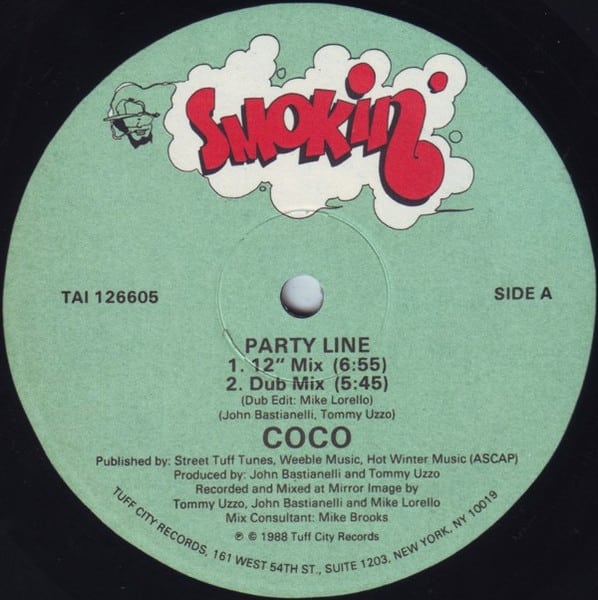 SMOKIN'
TAI 126605
SIDE A
PARTY LINE
1. 12" Mix (6:55)
2. Dub Mix (5:45)
(Dub Edit: Mike Lorello)
(John Bastianelli, Tommy Uzzo)
COCO
Published by: Street Tuff Tunes, Weeble Music, Hot Winter Music (ASCAP)
Produced by: John Bastianelli and Tommy Uzzo
Recorded and Mixed at Mirror Image by
Tommy Uzzo, John Bastianelli and Mike Lorello
Mix Consultant: Mike Brooks
℗ © 1988 Tuff City Records
TUFF CITY RECORDS, 161 WEST 54TH ST., SUITE 1203, NEW YORK, NY 10019